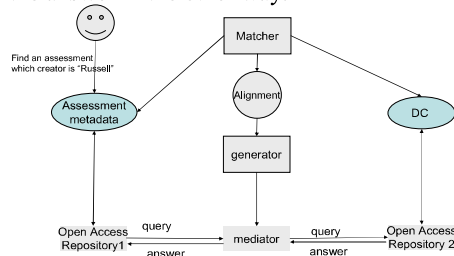 Matcher
Find an assessment
which creator is "Russell"
Assessment
metadata
Alignment
DC
generator
Open Access
Repository1
query
answer
mediator
query
answer
Open Access
Repository 2